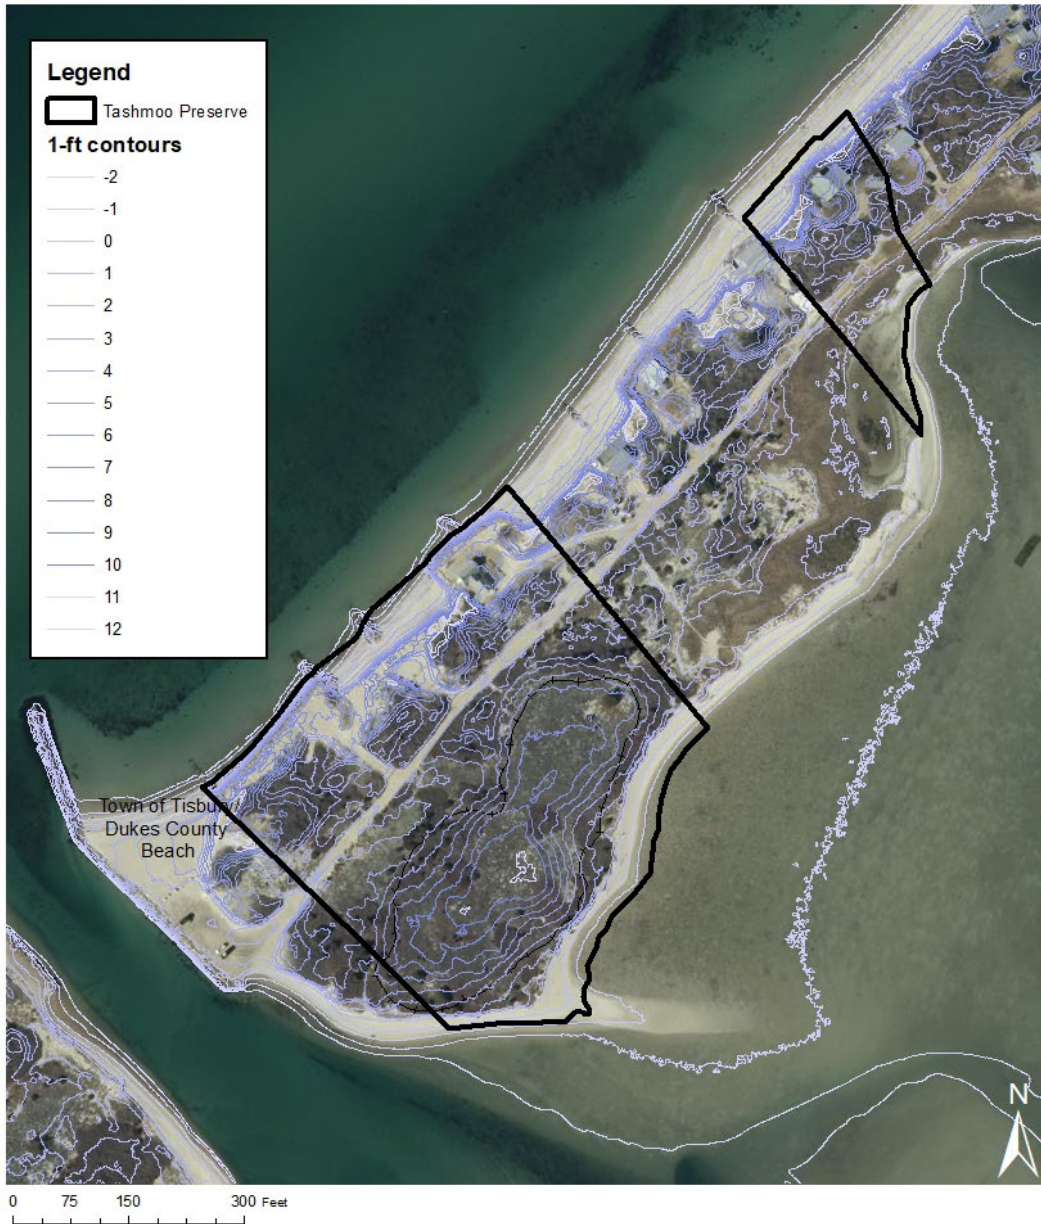 Legend
Tashmoo Preserve
1-ft contours
-2
-1
0
1
2
3
4
5
6
7
8
9
10
11
12
Town of Tisbury
Dukes County
Beach
N
0 75 150 300 Feet